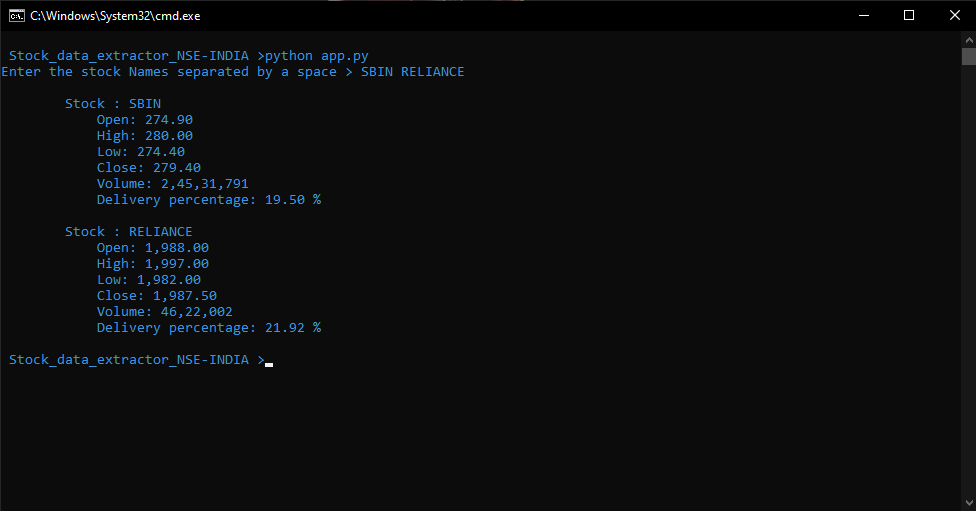 C:\Windows\System32\cmd.exe
Stock_data_extractor_NSE-INDIA >python app.py
Enter the stock Names separated by a space > SBIN RELIANCE
Stock : SBIN
Open: 274.90
High: 280.00
Low: 274.40
Close: 279.40
Volume: 2,45,31,791
Delivery percentage: 19.50 %
Stock : RELIANCE
Open: 1,988.00
High: 1,997.00
Low: 1,982.00
Close: 1,987.50
Volume: 46,22,002
Delivery percentage: 21.92 %
Stock_data_extractor_NSE-INDIA >